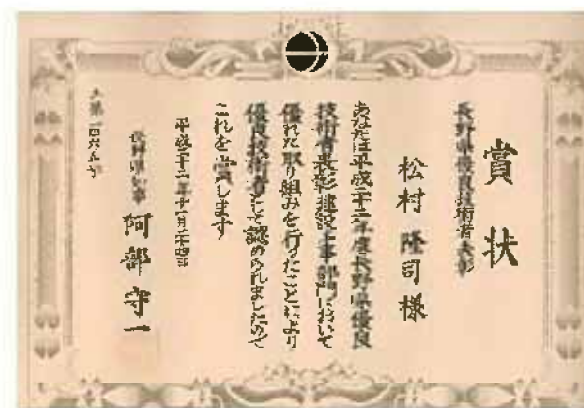 賞状
長野県優良技術者表彰
松村隆司様
あなたは平成二十二年度長野県優良
技術者表彰建設工事部門において
優れた取り組みを行ったことにより
優良技術者として認められましたので
これを賞します
平成二十二年十一月二十四日
長野県知事 阿部守一